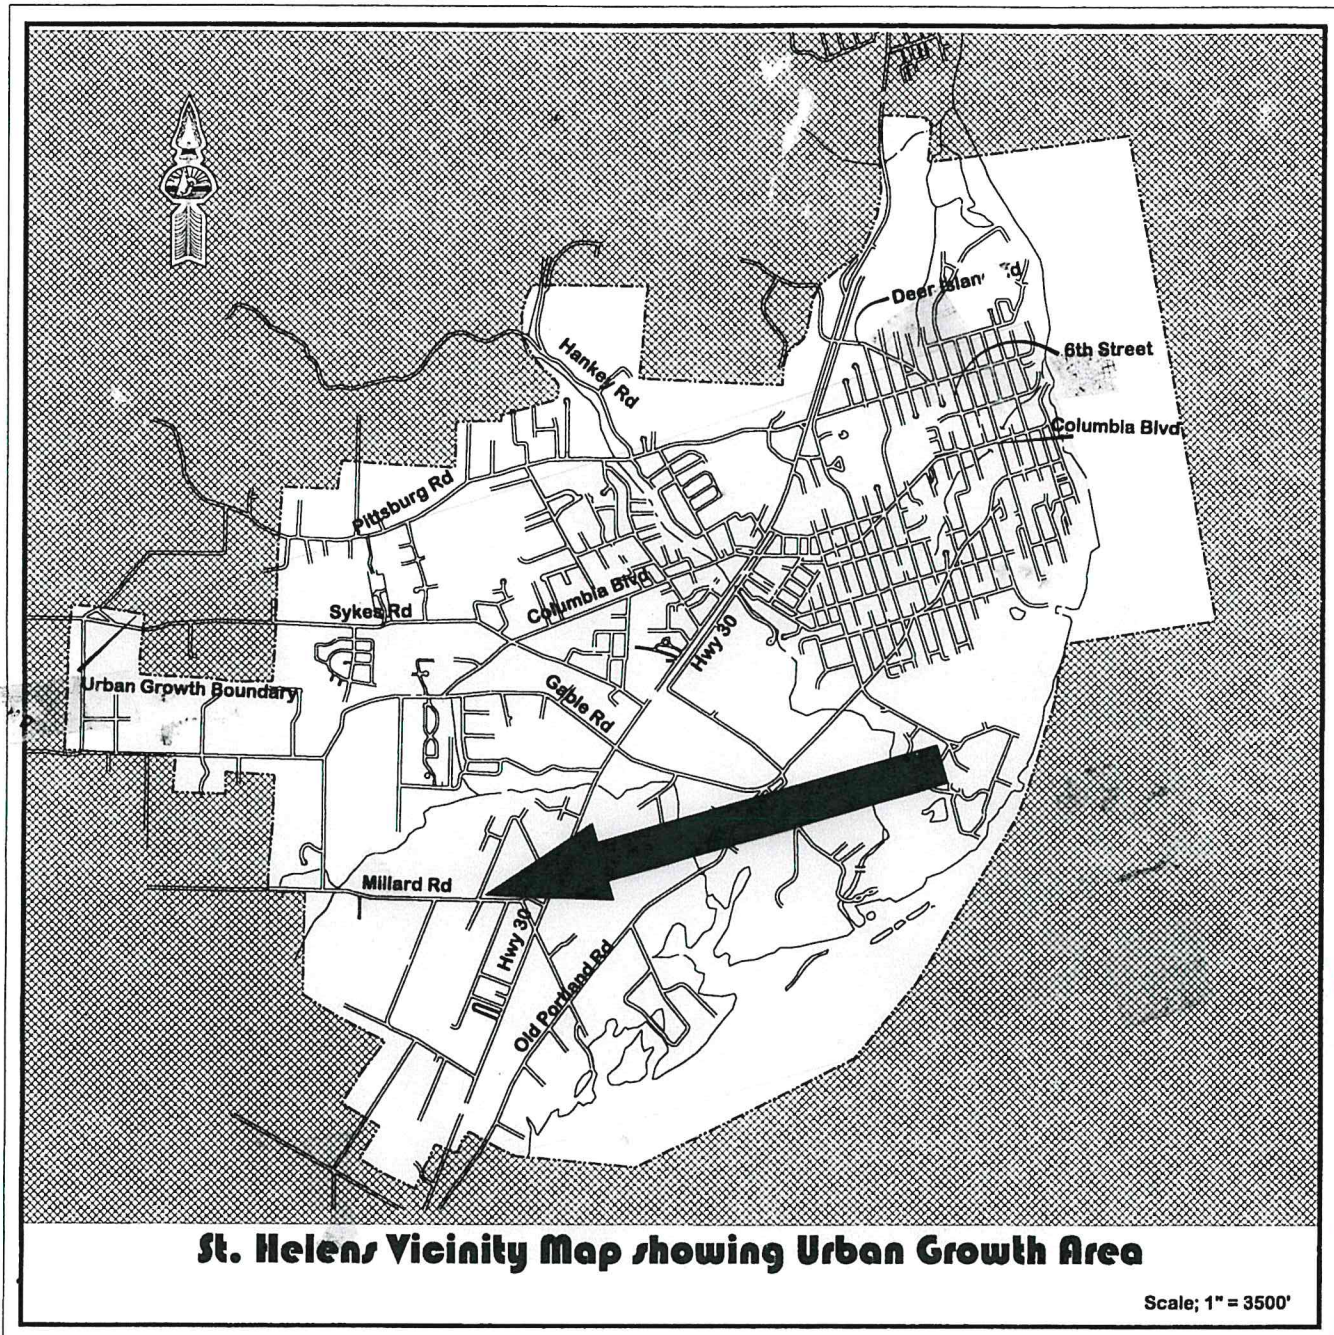 Deer Island Rd
6th Street
Hankey Rd
Columbia Blvd
Pittsburg Rd
Columbia Blvd
Sykes Rd
Hwy 30
Urban Growth Boundary
Gable Rd
Millard Rd
Hwy 30
Old Portland Rd
St. Helens Vicinity Map showing Urban Growth Area
Scale; 1" = 3500'